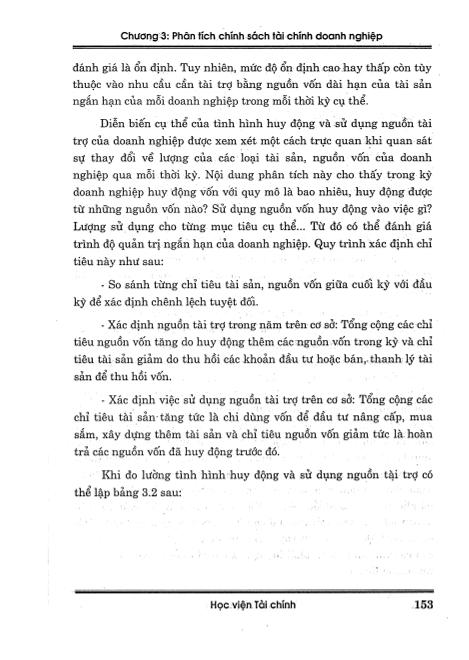 Chương 3: Phân tích chính sách tài chính doanh nghiệp
đánh giá là ổn định. Tuy nhiên, mức độ ổn định cao hay thấp còn tùy
thuộc vào nhu cầu cần tài trợ bằng nguồn vốn dài hạn của tài sản
ngắn hạn của mỗi doanh nghiệp trong mỗi thời kỳ cụ thể.
Diễn biến cụ thể của tình hình huy động và sử dụng nguồn tài
trợ của doanh nghiệp được xem xét một cách trực quan khi quan sát
sự thay đổi về lượng của các loại tài sản, nguồn vốn của doanh
nghiệp qua mỗi thời kỳ. Nội dung phân tích này cho thấy trong kỳ
doanh nghiệp huy động vốn với quy mô là bao nhiêu, huy động được
từ những nguồn vốn nào? Sử dụng nguồn vốn huy động vào việc gì?
Lượng sử dụng cho từng mục tiêu cụ thể... Từ đó có thể đánh giá
trình độ quản trị ngắn hạn của doanh nghiệp. Quy trình xác định chỉ
tiêu này như sau:
- So sánh từng chỉ tiêu tài sản, nguồn vốn giữa cuối kỳ với đầu
kỳ để xác định chênh lệch tuyệt đối.
- Xác định nguồn tài trợ trong năm trên cơ sở: Tổng cộng các chỉ
tiêu nguồn vốn tăng do huy động thêm các nguồn vốn trong kỳ và chỉ
tiêu tài sản giảm do thu hồi các khoản đầu tư hoặc bán, thanh lý tài
sản để thu hồi vốn.
- Xác định việc sử dụng nguồn tài trợ trên cơ sở: Tổng cộng các
chỉ tiêu tài sản tăng tức là chi dùng vốn để đầu tư nâng cấp, mua
sắm, xây dựng thêm tài sản và chỉ tiêu nguồn vốn giảm tức là hoàn
trả các nguồn vốn đã huy động trước đó.
Khi đo lường tình hình huy động và sử dụng nguồn tài trợ có
thể lập bảng 3.2 sau:
Học viện Tài chính 153